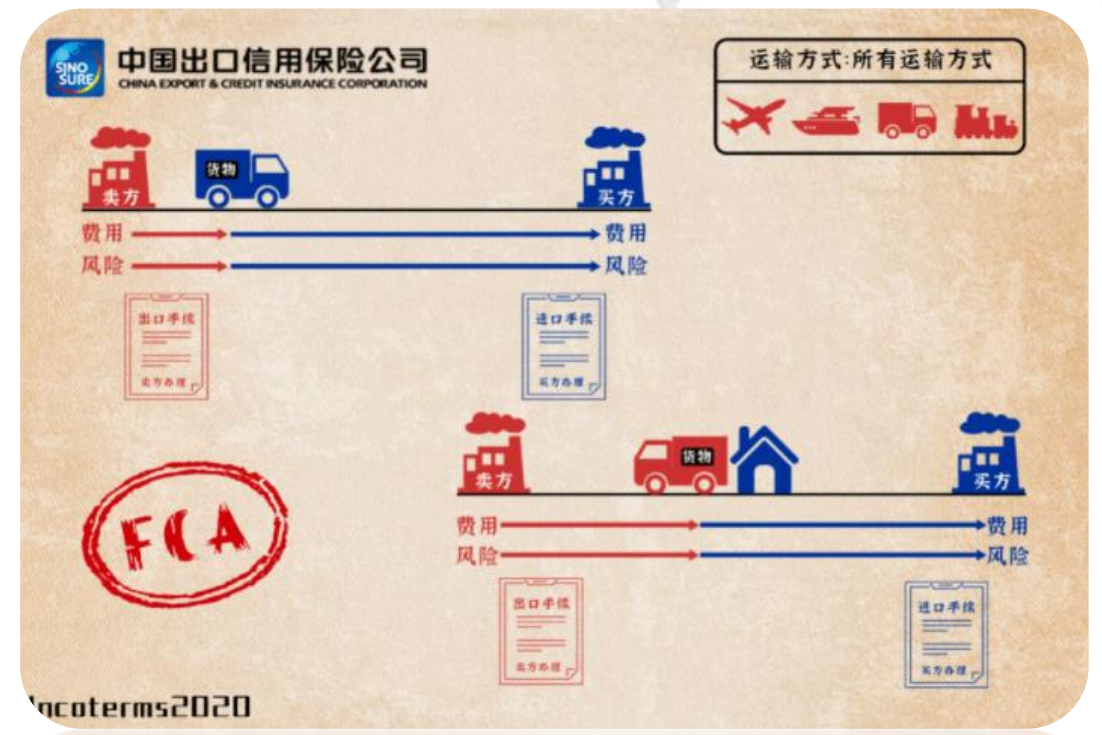 SINO
SURE
中国出口信用保险公司
CHINA EXPORT & CREDIT INSURANCE CORPORATION
运输方式:所有运输方式
货物
卖方
买方
费用
费用
风险
风险
出口手续
卖方办理
进口手续
买方办理
货物
卖方
买方
费用
费用
风险
风险
出口手续
卖方办理
进口手续
买方办理
FCA
Incoterms2020